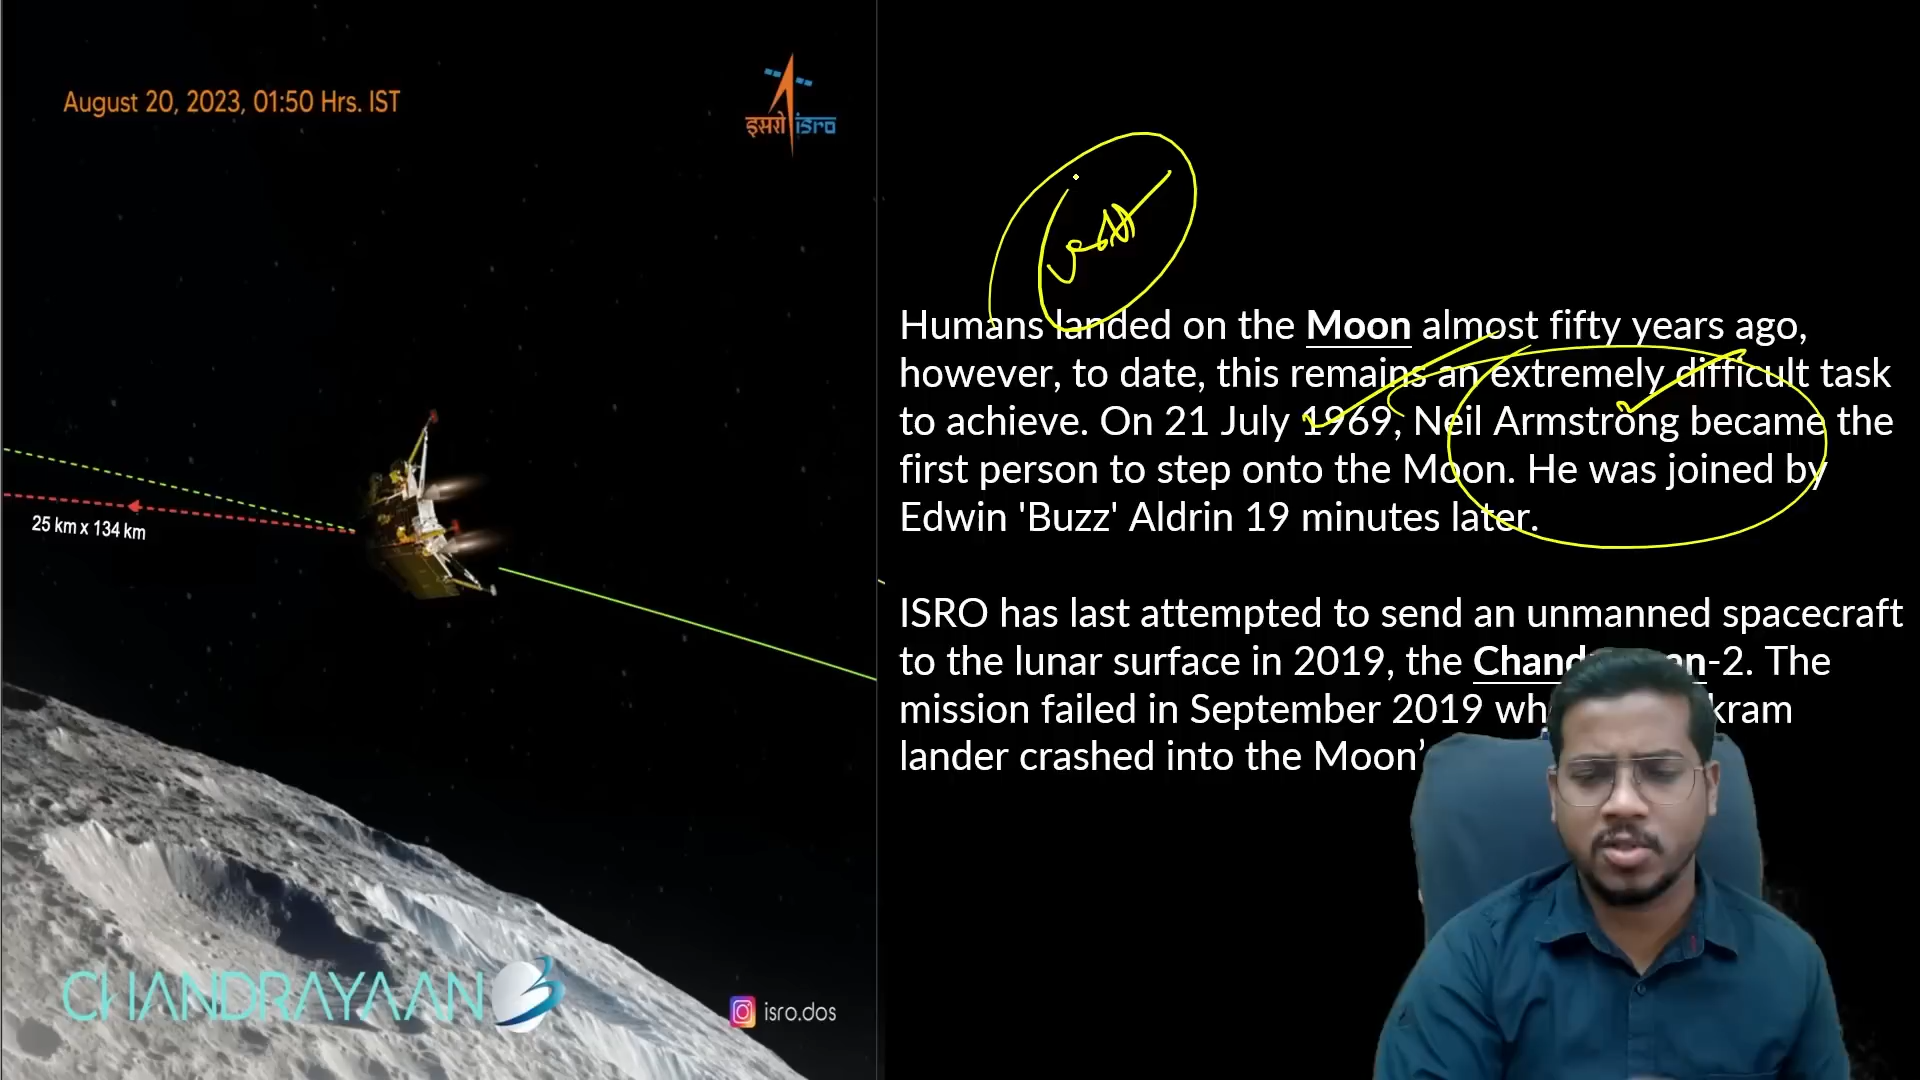 August 20, 2023, 01:50 Hrs. IST
इसरो isro
25 km x 134 km
CHANDRAYAAN 3
isro.dos
Humans landed on the Moon almost fifty years ago,
however, to date, this remains an extremely difficult task
to achieve. On 21 July 1969, Neil Armstrong became the
first person to step onto the Moon. He was joined by
Edwin 'Buzz' Aldrin 19 minutes later.
ISRO has last attempted to send an unmanned spacecraft
to the lunar surface in 2019, the -2. The
mission failed in September 2019
lander crashed into the